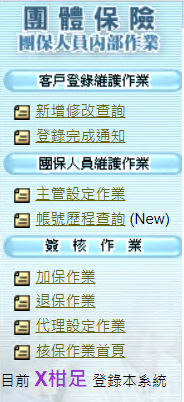 團體保險
團保人員內部作業
客戶登錄維護作業
新增修改查詢
登錄完成通知
團保人員維護作業
主管設定作業
帳號歷程查詢 (New)
簽核作業
加保作業
退保作業
代理設定作業
核保作業首頁
目前 X柑足 登錄本系統